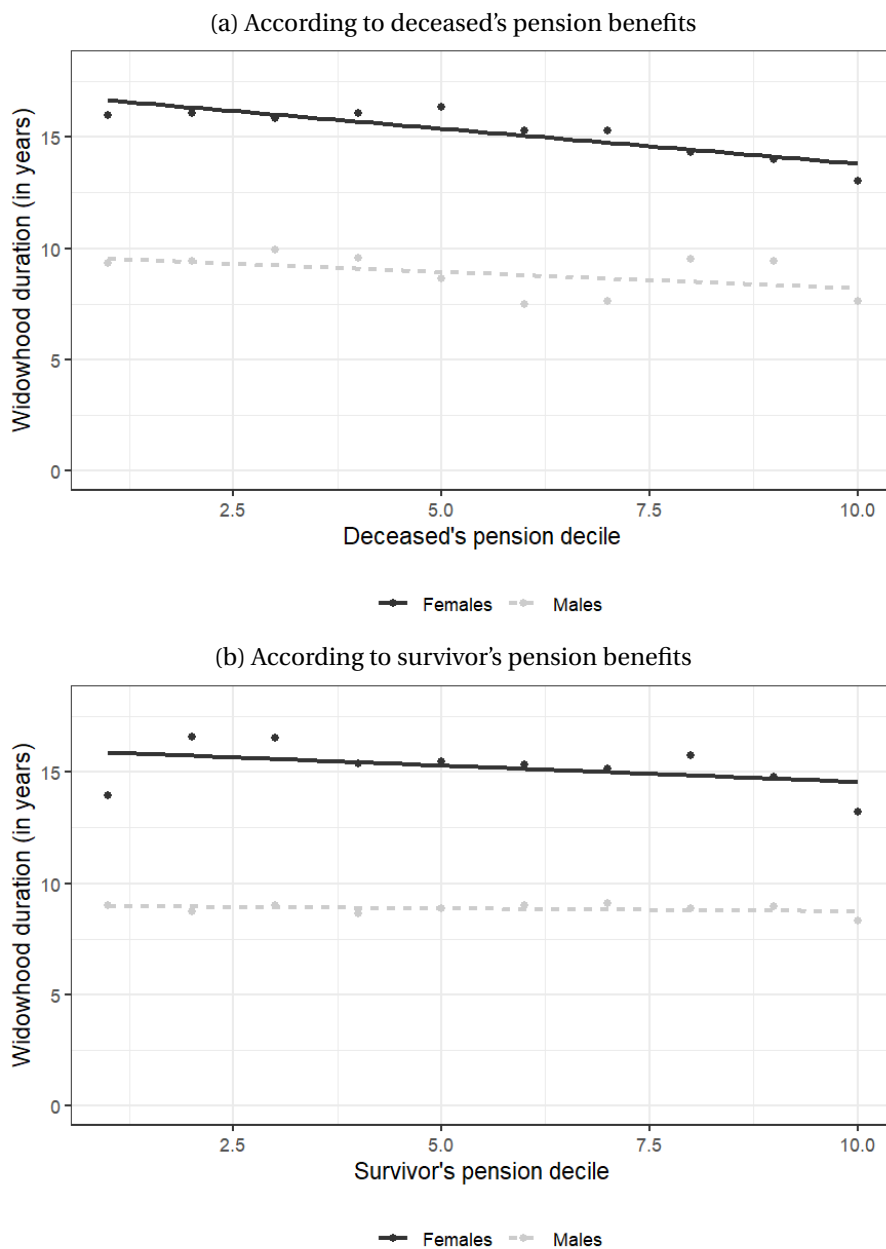 (a) According to deceased's pension benefits
Widowhood duration (in years)
15
10
5
0
2.5 5.0 7.5 10.0
Deceased's pension decile
Females Males
(b) According to survivor's pension benefits
Widowhood duration (in years)
15
10
5
0
2.5 5.0 7.5 10.0
Survivor's pension decile
Females Males